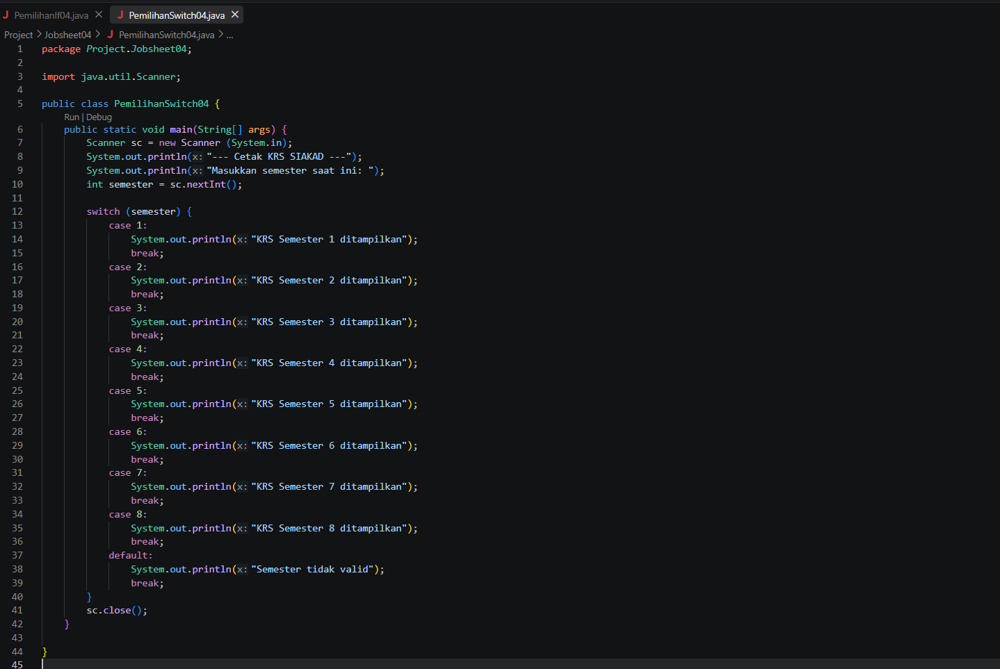 PemilihanIf04.java
PemilihanSwitch04.java
Project > Jobsheet04 > J PemilihanSwitch04.java > ...
1 package Project.Jobsheet04;
2
3 import java.util.Scanner;
4
5 public class PemilihanSwitch04 {
Run | Debug
6 public static void main(String[] args) {
7 Scanner sc = new Scanner (System.in);
8 System.out.println(x: "--- Cetak KRS SIAKAD ---");
9 System.out.println(x: "Masukkan semester saat ini: ");
10 int semester = sc.nextInt();
11
12 switch (semester) {
13 case 1:
14 System.out.println(x: "KRS Semester 1 ditampilkan");
15 break;
16 case 2:
17 System.out.println(x: "KRS Semester 2 ditampilkan");
18 break;
19 case 3:
20 System.out.println(x: "KRS Semester 3 ditampilkan");
21 break;
22 case 4:
23 System.out.println(x: "KRS Semester 4 ditampilkan");
24 break;
25 case 5:
26 System.out.println(x: "KRS Semester 5 ditampilkan");
27 break;
28 case 6:
29 System.out.println(x: "KRS Semester 6 ditampilkan");
30 break;
31 case 7:
32 System.out.println(x: "KRS Semester 7 ditampilkan");
33 break;
34 case 8:
35 System.out.println(x: "KRS Semester 8 ditampilkan");
36 break;
37 default:
38 System.out.println(x: "Semester tidak valid");
39 break;
40 }
41 sc.close();
42 }
43
44 }
45